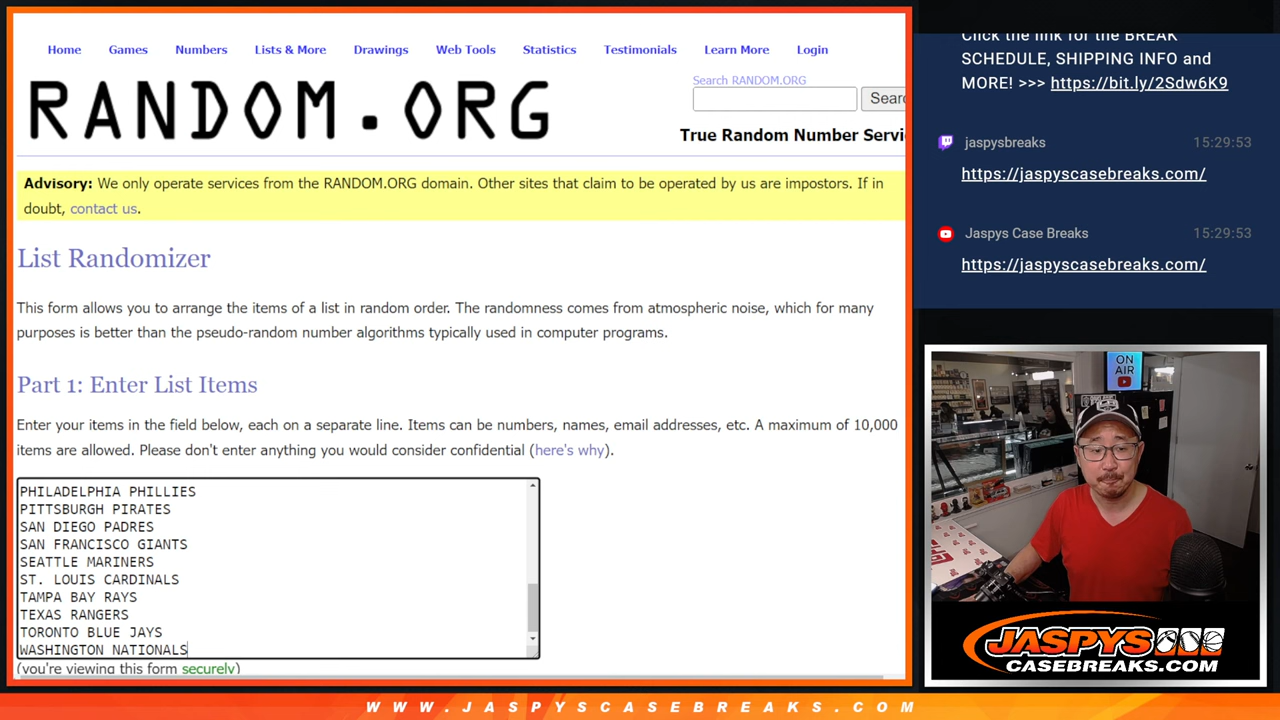 Home Games Numbers Lists & More Drawings Web Tools Statistics Testimonials Learn More Login
RANDOM.ORG
Search RANDOM.ORG
Sear
True Random Number Servi
Advisory: We only operate services from the RANDOM.ORG domain. Other sites that claim to be operated by us are impostors. If in
doubt, contact us.
List Randomizer
This form allows you to arrange the items of a list in random order. The randomness comes from atmospheric noise, which for many
purposes is better than the pseudo-random number algorithms typically used in computer programs.
Part 1: Enter List Items
Enter your items in the field below, each on a separate line. Items can be numbers, names, email addresses, etc. A maximum of 10,000
items are allowed. Please don't enter anything you would consider confidential (here's why).
PHILADELPHIA PHILLIES
PITTSBURGH PIRATES
SAN DIEGO PADRES
SAN FRANCISCO GIANTS
SEATTLE MARINERS
ST. LOUIS CARDINALS
TAMPA BAY RAYS
TEXAS RANGERS
TORONTO BLUE JAYS
WASHINGTON NATIONALS
(you're viewing this form securely)
Click the link for the BREAK
SCHEDULE, SHIPPING INFO and
MORE! >>> https://bit.ly/2Sdw6K9
jaspysbreaks 15:29:53
https://jaspyscasebreaks.com/
Jaspys Case Breaks 15:29:53
https://jaspyscasebreaks.com/
ON
AIR
JASPYS
CASEBREAKS.COM
WWW.JASPYSCASEBREAKS.COM